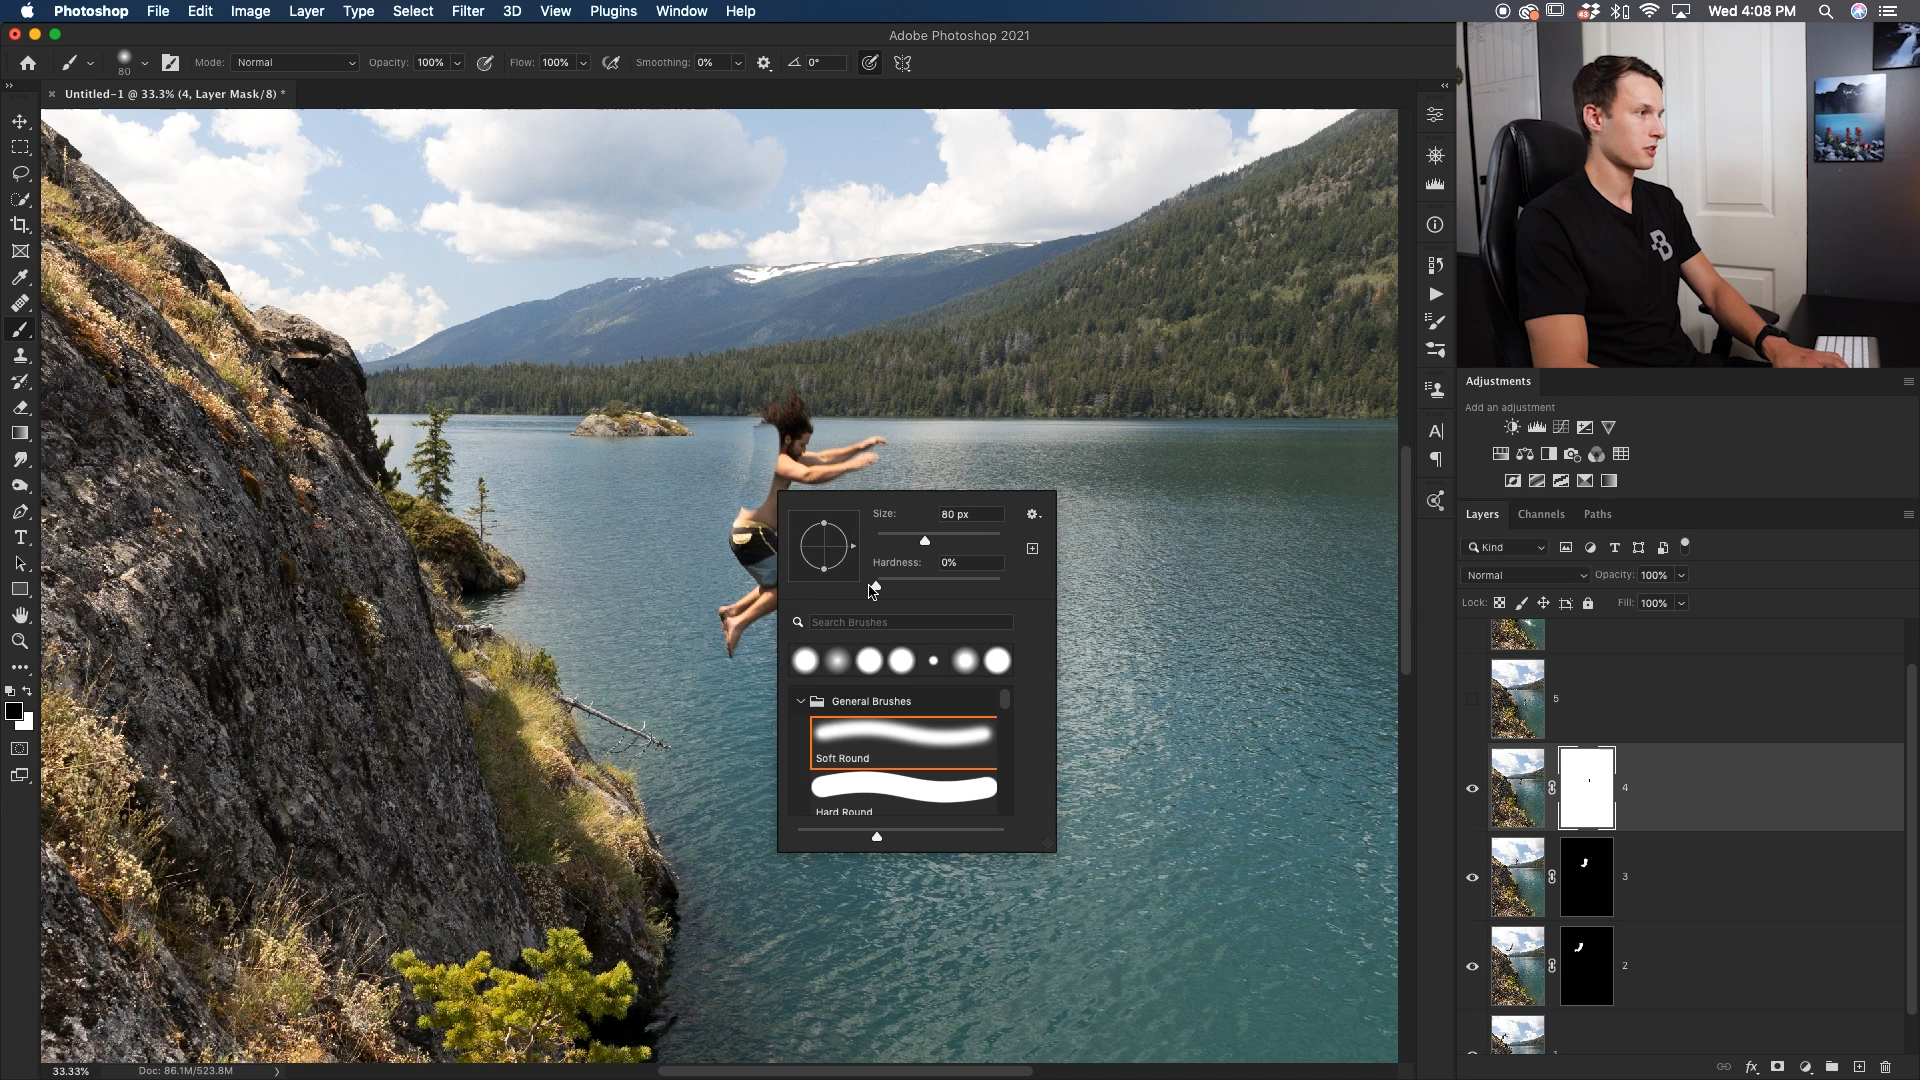 Photoshop File Edit Image Layer Type Select Filter 3D View Plugins Window Help
43
Wed 4:08 PM
Adobe Photoshop 2021
80
Mode: Normal
Opacity: 100%
Flow: 100%
Smoothing: 0%
0°
× Untitled-1 @ 33.3% (4, Layer Mask/8) *
Size: 80 px
Hardness: 0%
Search Brushes
General Brushes
Soft Round
Hard Round
B
Adjustments
Add an adjustment
Layers Channels Paths
Kind
Normal
Opacity: 100%
Lock:
Fill: 100%
5
4
3
2
33.33%
Doc: 86.1M/523.8M